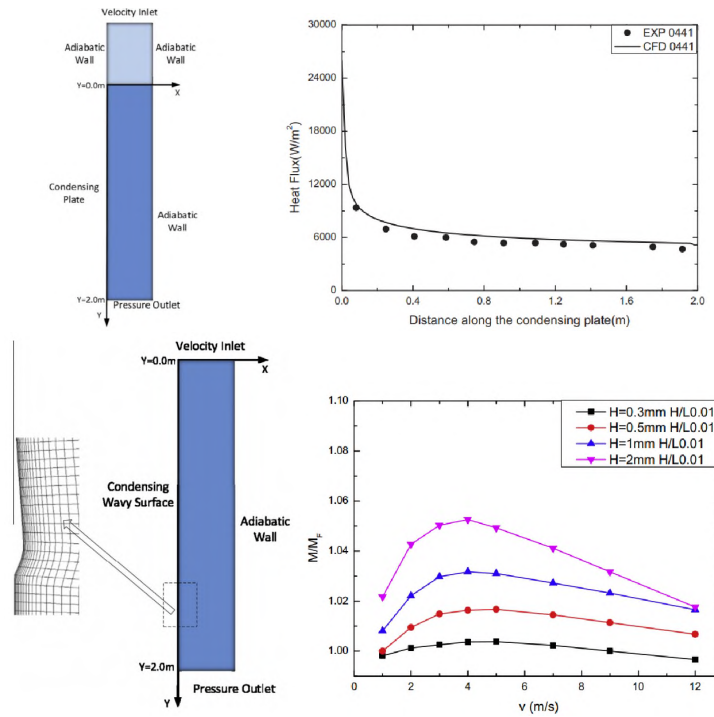 Velocity Inlet
Adiabatic Wall
Adiabatic Wall
Y=0.0m
X
Condensing Plate
Adiabatic Wall
Y=2.0m
Pressure Outlet
Y
30000
27000
24000
18000
12000
6000
0
Heat Flux(W/m²)
EXP 0441
CFD 0441
0.0 0.4 0.8 1.2 1.6 2.0
Distance along the condensing plate(m)
Velocity Inlet
Y=0.0m
X
Condensing Wavy Surface
Adiabatic Wall
Y=2.0m
Pressure Outlet
Y
1.10
1.08
1.06
1.04
1.02
1.00
M/M_F
H=0.3mm H/L0.01
H=0.5mm H/L0.01
H=1mm H/L0.01
H=2mm H/L0.01
0 2 4 6 8 10 12
v (m/s)